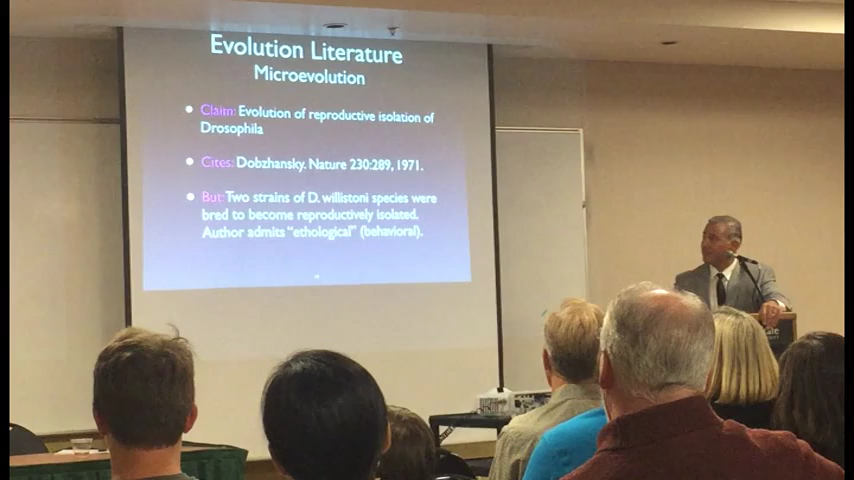 Evolution Literature
Microevolution
Claim: Evolution of reproductive isolation of
Drosophila
Cites: Dobzhansky. Nature 230:289, 1971.
But: Two strains of D. willistoni species were
bred to become reproductively isolated.
Author admits "ethological" (behavioral).